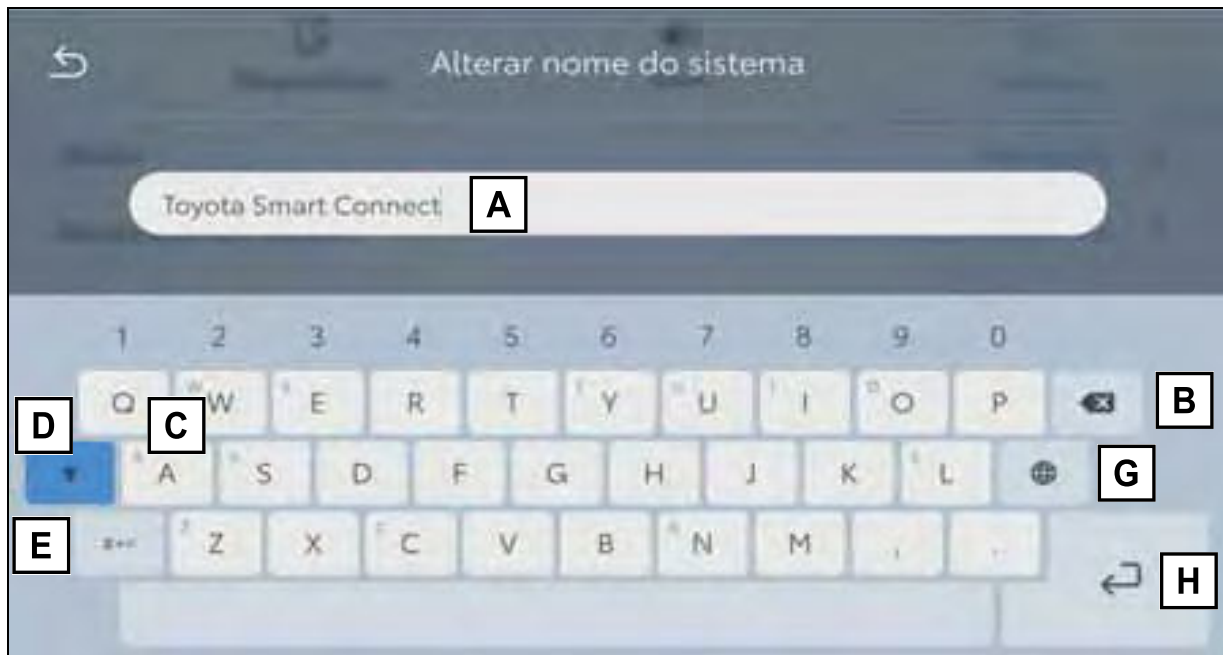 Alterar nome do sistema
Toyota Smart Connect A
1 2 3 4 5 6 7 8 9 0
Q W E R T Y U I O P B
D C
A S D F G H J K L G
E Z X C V B N M , .
H